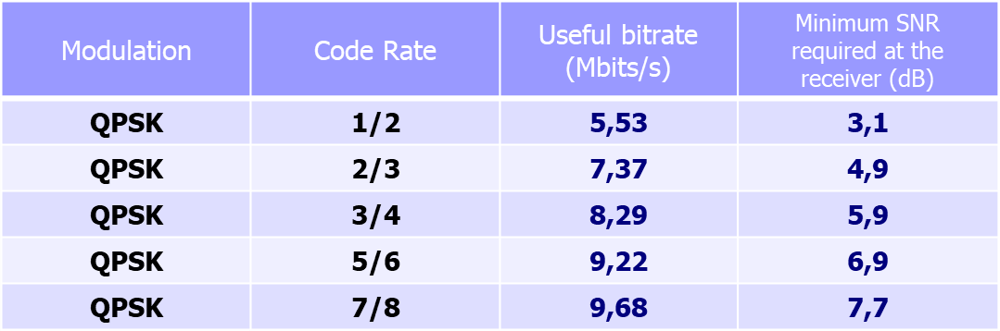 Modulation
Code Rate
Useful bitrate
(Mbits/s)
Minimum SNR
required at the
receiver (dB)
QPSK 1/2 5,53 3,1
QPSK 2/3 7,37 4,9
QPSK 3/4 8,29 5,9
QPSK 5/6 9,22 6,9
QPSK 7/8 9,68 7,7